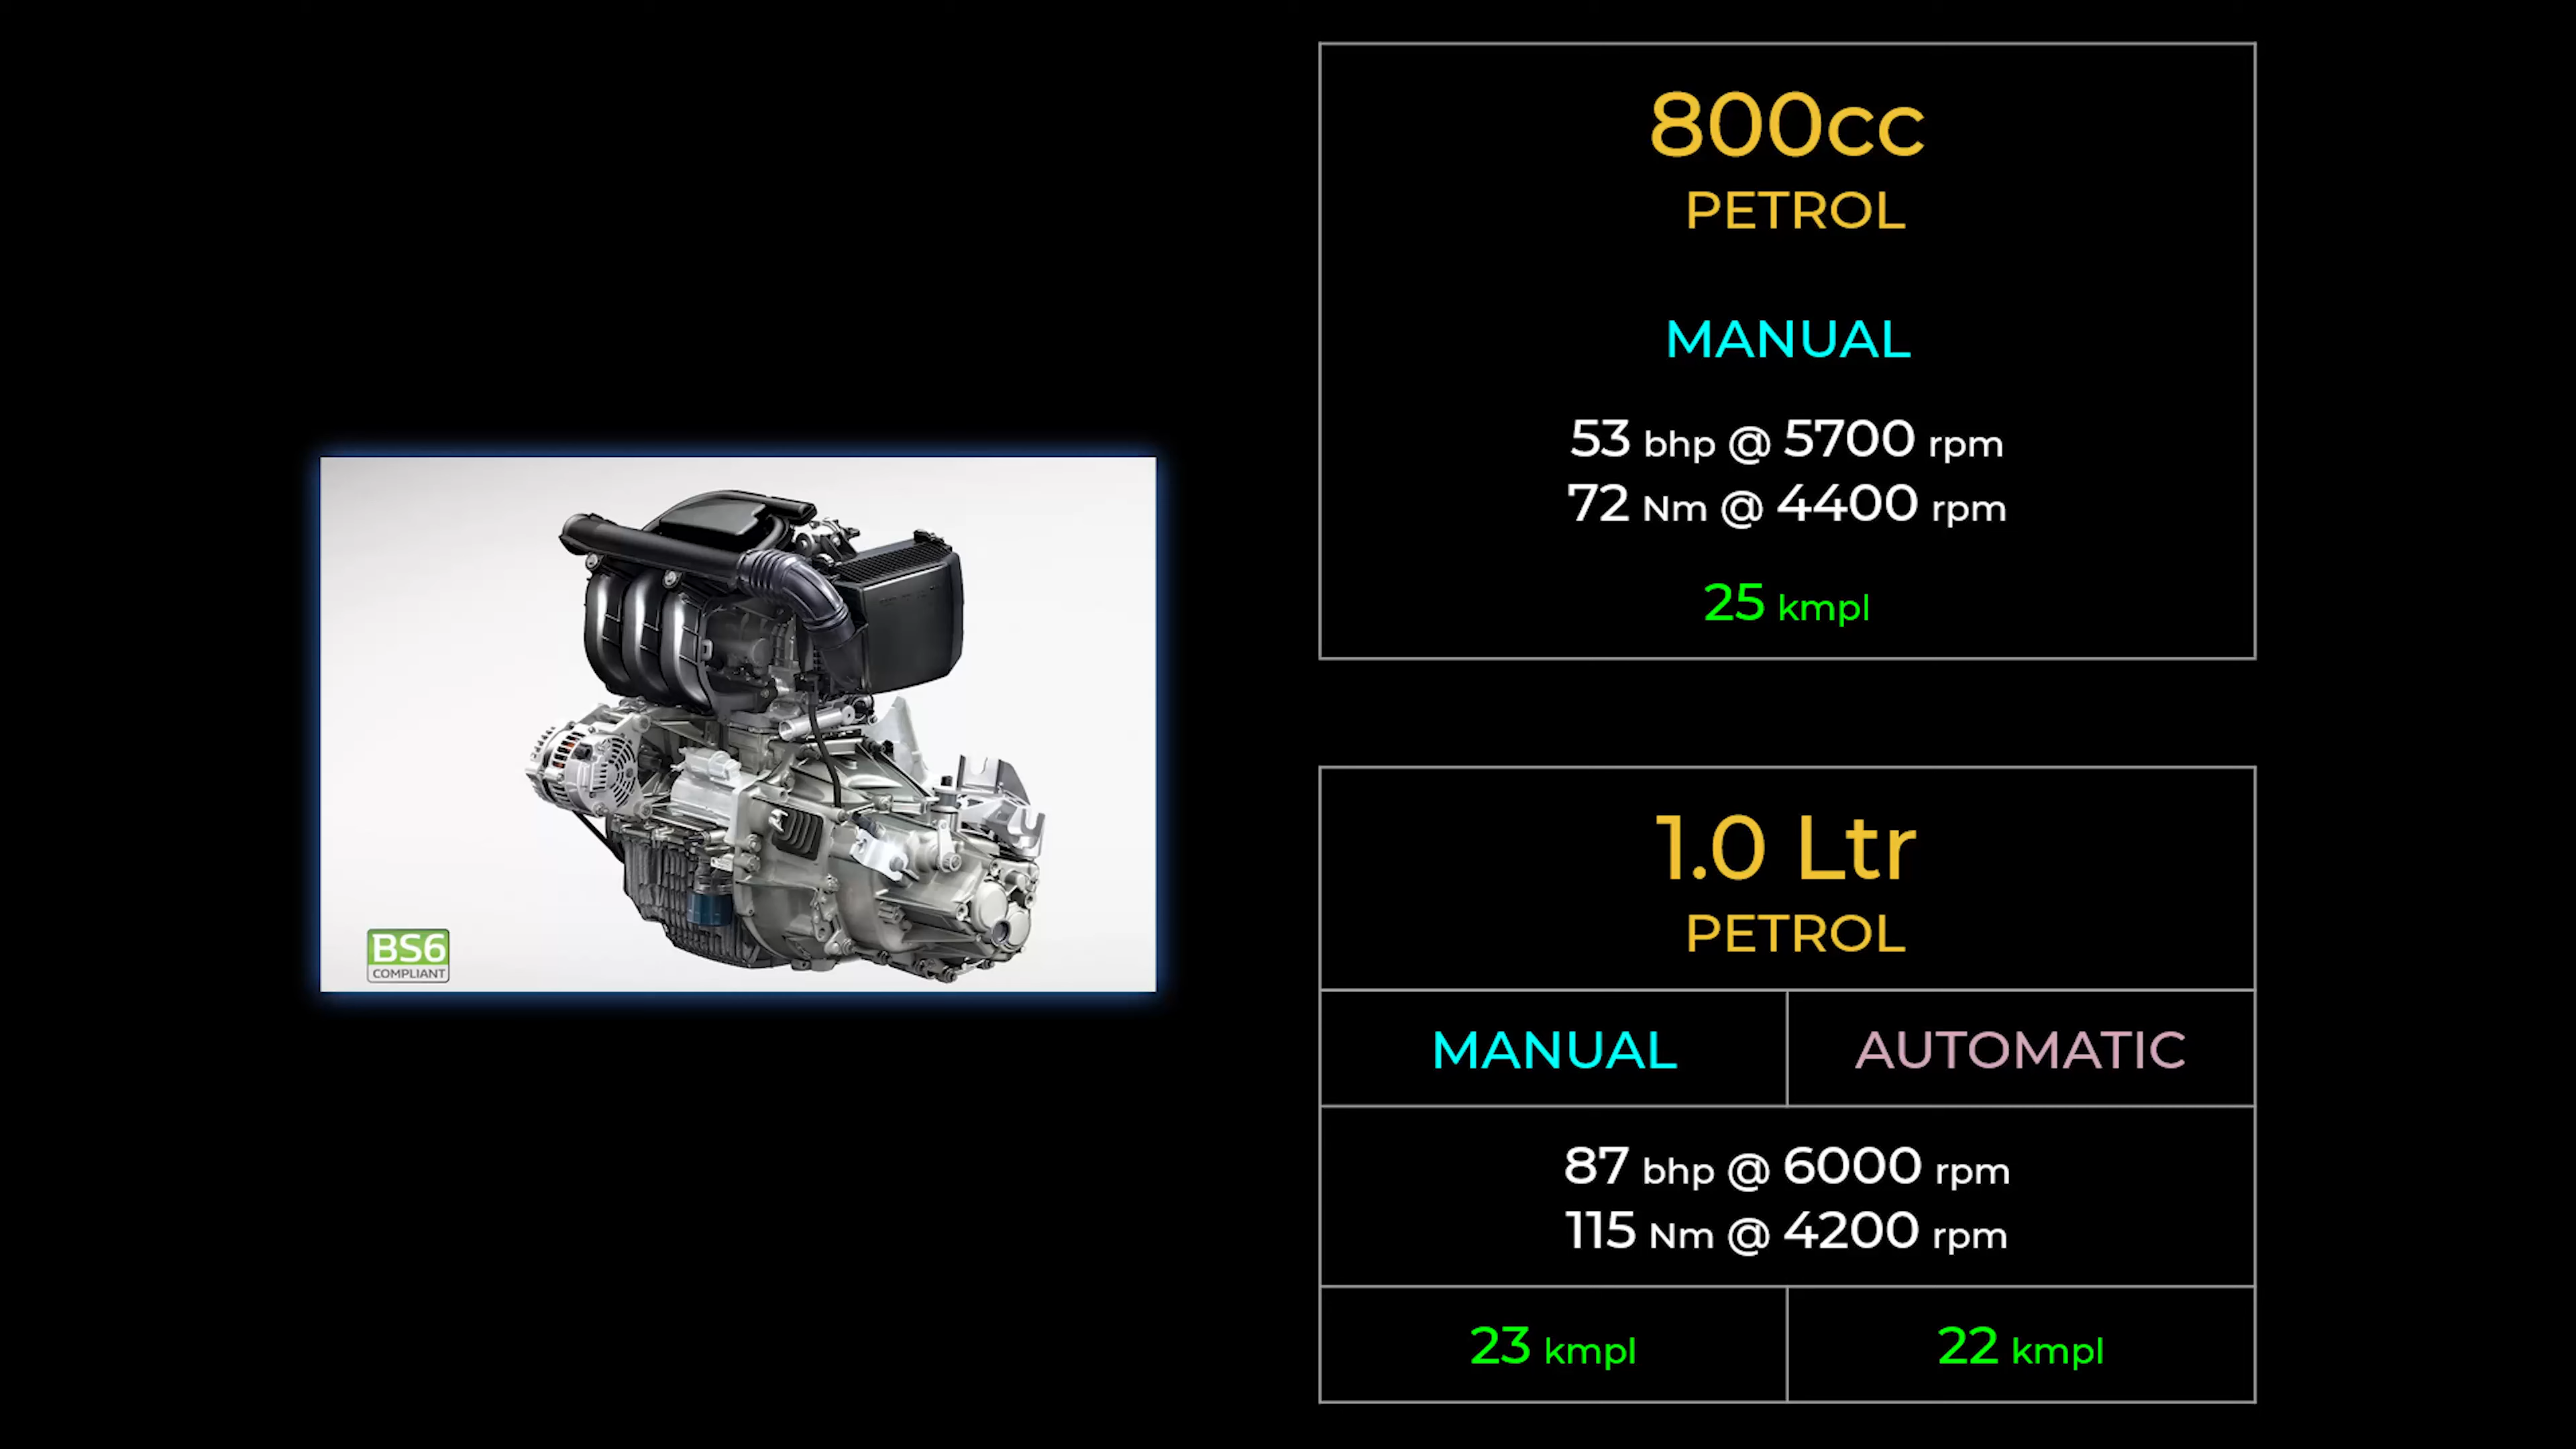 800cc
PETROL
MANUAL
53 bhp @ 5700 rpm
72 Nm @ 4400 rpm
25 kmpl
BS6
COMPLIANT
1.0 Ltr
PETROL
MANUAL
AUTOMATIC
87 bhp @ 6000 rpm
115 Nm @ 4200 rpm
23 kmpl
22 kmpl